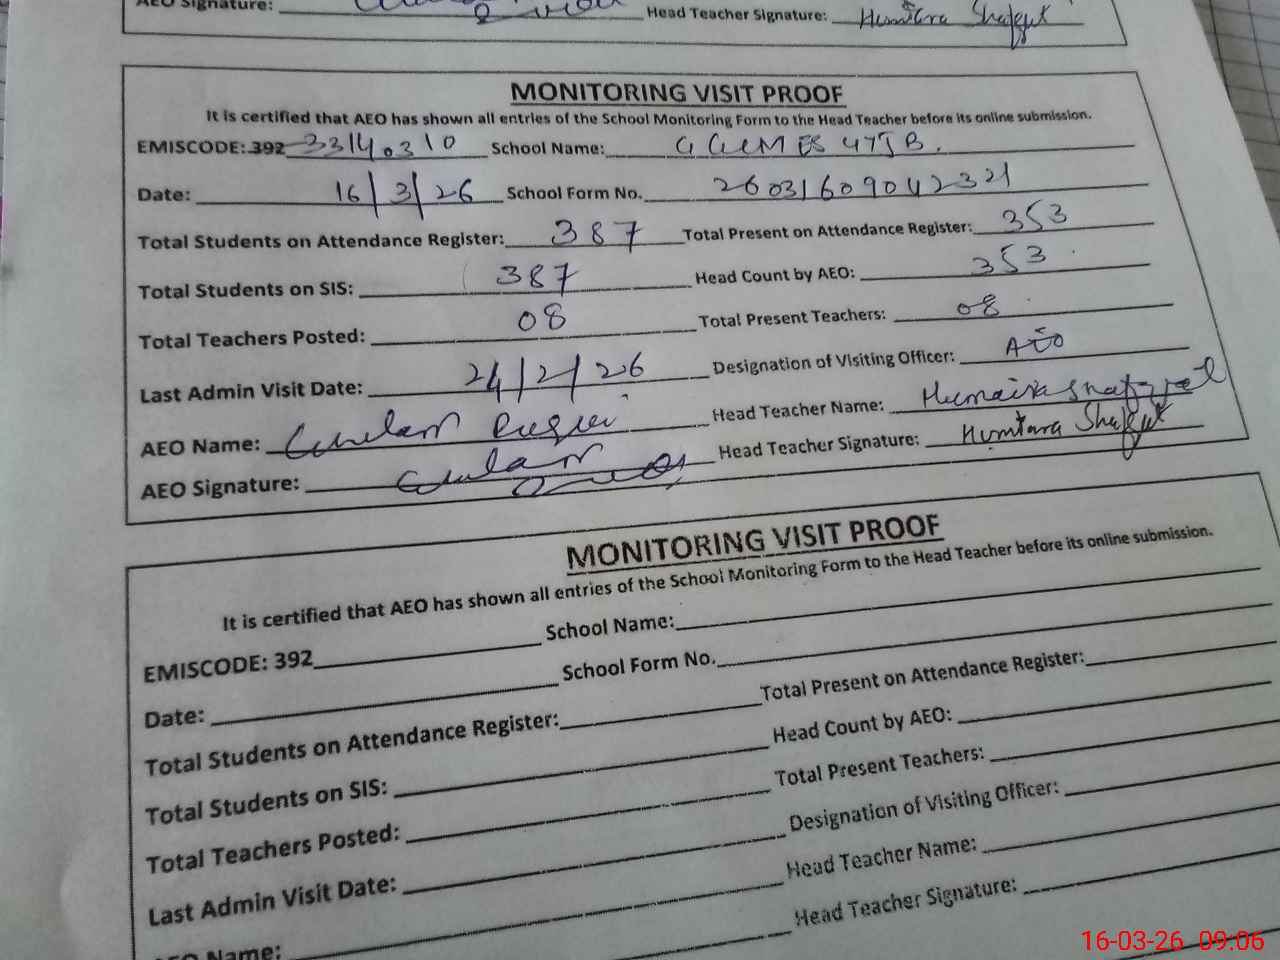 AEO Signature: Head Teacher Signature: Humtara Shafqut
MONITORING VISIT PROOF
It is certified that AEO has shown all entries of the School Monitoring Form to the Head Teacher before its online submission.
EMISCODE: 392 33140310 School Name: GGCMES 47JB.
Date: 16/3/26 School Form No. 26031609042321
Total Students on Attendance Register: 387 Total Present on Attendance Register: 353
Total Students on SIS: 387 Head Count by AEO: 353
Total Teachers Posted: 08 Total Present Teachers: 08
Last Admin Visit Date: 24/2/26 Designation of Visiting Officer: AEO
AEO Name: Ghulam Head Teacher Name: Humaira
AEO Signature: Head Teacher Signature: Humtara Shafqut
MONITORING VISIT PROOF
It is certified that AEO has shown all entries of the School Monitoring Form to the Head Teacher before its online submission.
EMISCODE: 392 School Name:
Date: School Form No.
Total Students on Attendance Register: Total Present on Attendance Register:
Total Students on SIS: Head Count by AEO:
Total Teachers Posted: Total Present Teachers:
Last Admin Visit Date: Designation of Visiting Officer:
AEO Name: Head Teacher Name:
Head Teacher Signature:
16-03-26 09:06